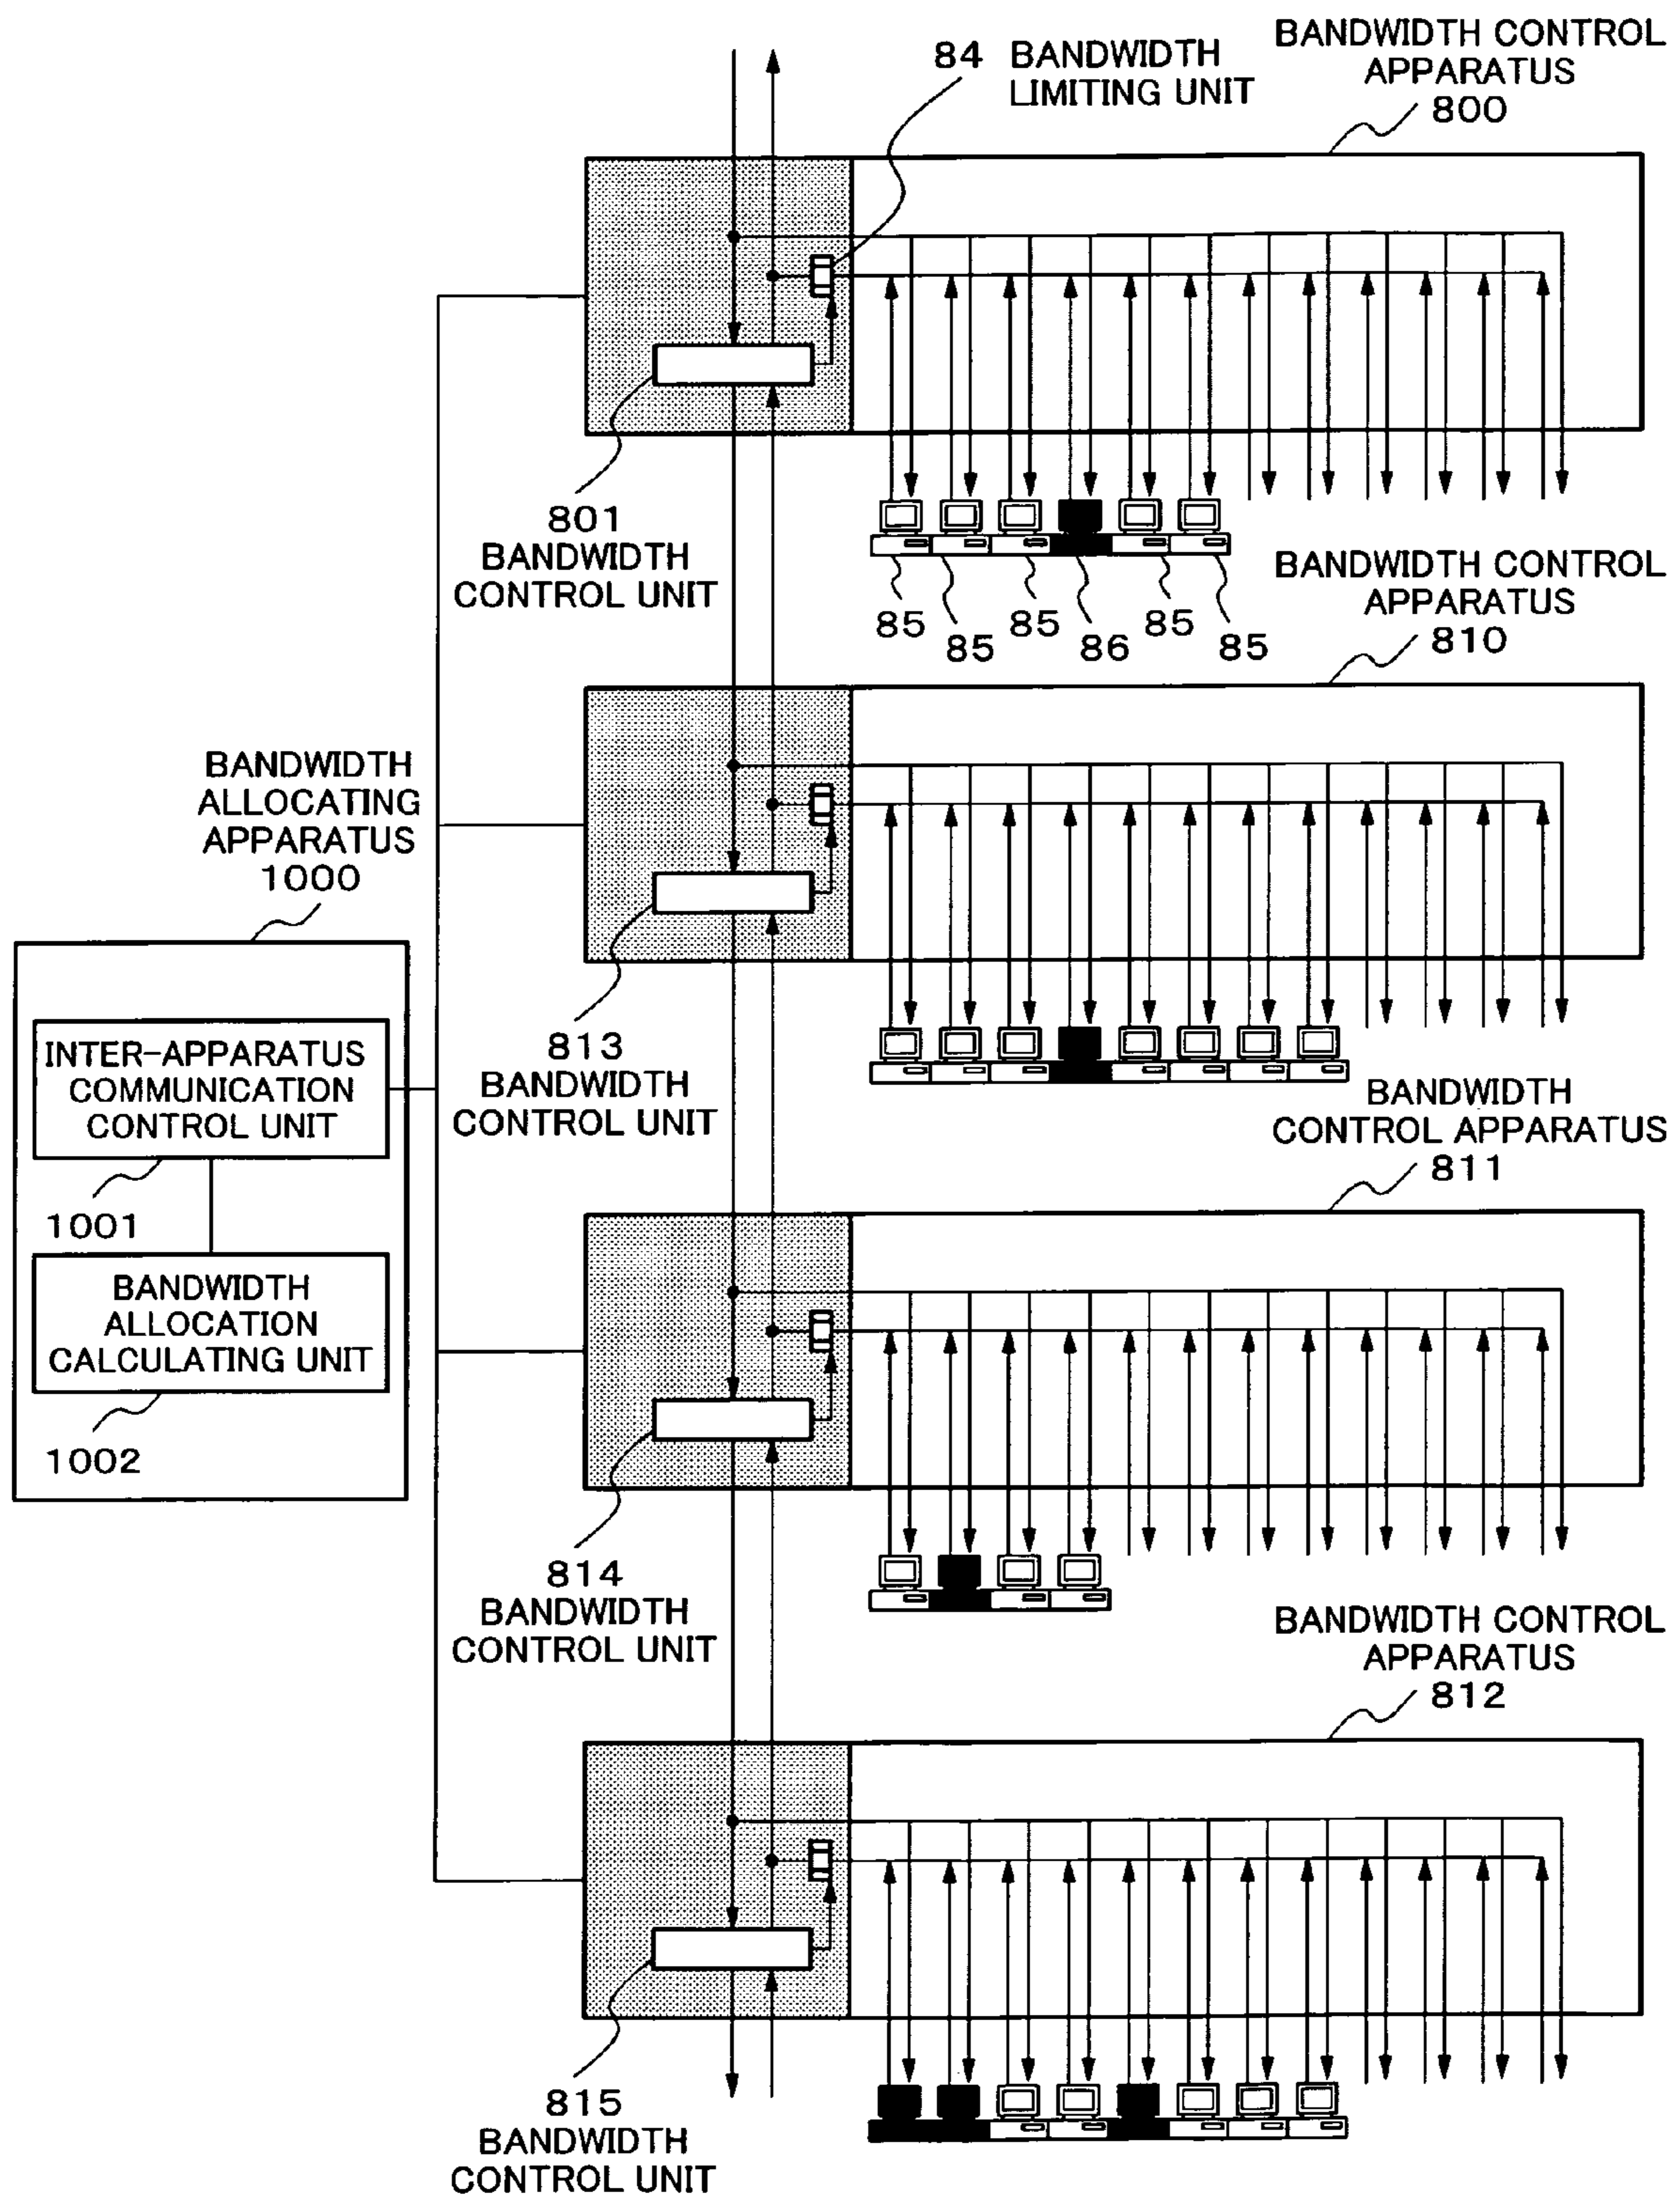 84 BANDWIDTH
LIMITING UNIT
BANDWIDTH CONTROL
APPARATUS
800
801
BANDWIDTH
CONTROL UNIT
85
85
85
86
85
85
BANDWIDTH CONTROL
APPARATUS
810
BANDWIDTH
ALLOCATING
APPARATUS
1000
INTER-APPARATUS
COMMUNICATION
CONTROL UNIT
1001
BANDWIDTH
ALLOCATION
CALCULATING UNIT
1002
813
BANDWIDTH
CONTROL UNIT
BANDWIDTH
CONTROL APPARATUS
811
814
BANDWIDTH
CONTROL UNIT
BANDWIDTH CONTROL
APPARATUS
812
815
BANDWIDTH
CONTROL UNIT